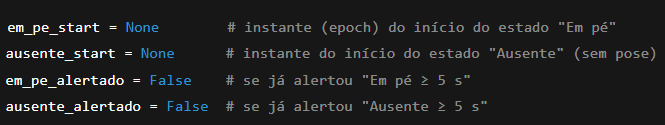 em_pe_start = None # instante (epoch) do início do estado "Em pé"
ausente_start = None # instante do início do estado "Ausente" (sem pose)
em_pe_alertado = False # se já alertou "Em pé ≥ 5 s"
ausente_alertado = False # se já alertou "Ausente ≥ 5 s"